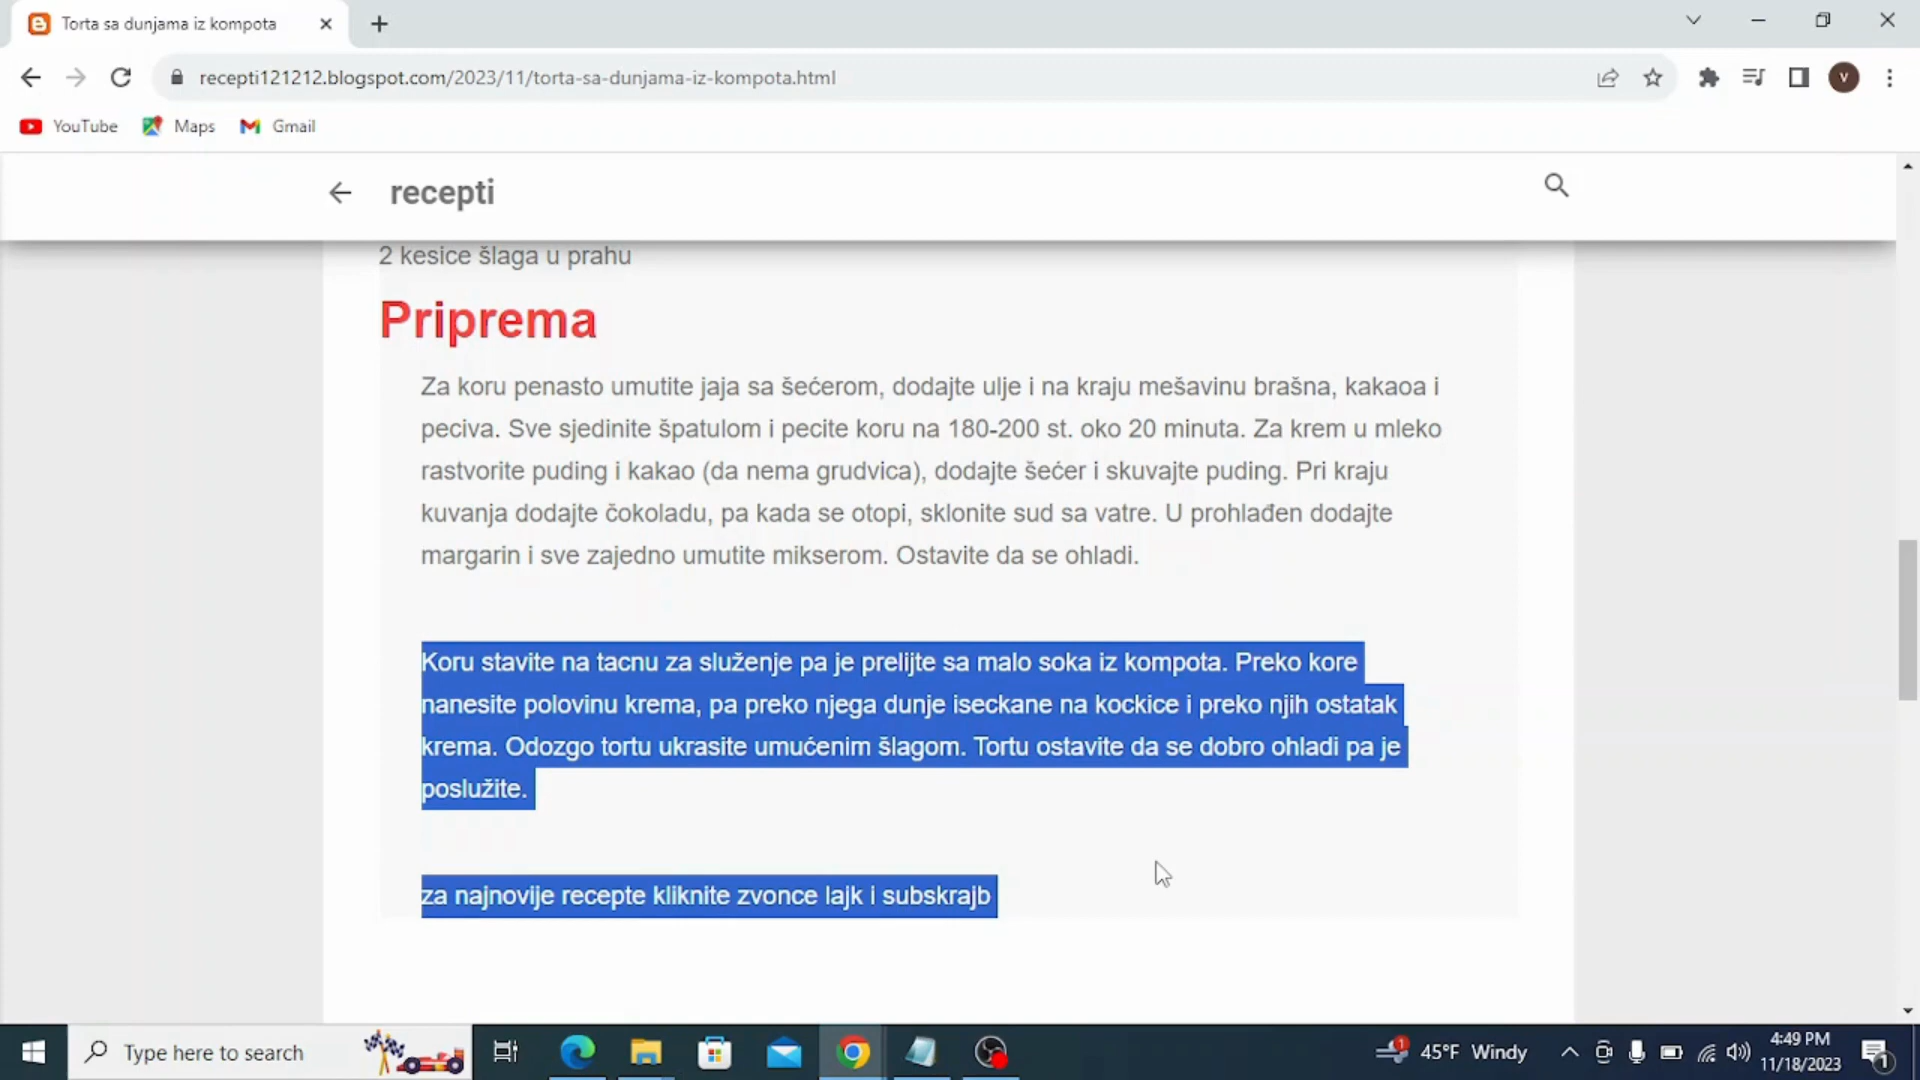 Torta sa dunjama iz kompota
recepti121212.blogspot.com/2023/11/torta-sa-dunjama-iz-kompota.html
V
YouTube Maps Gmail
recepti
2 kesice šlaga u prahu
Priprema
Za koru penasto umutite jaja sa šećerom, dodajte ulje i na kraju mešavinu brašna, kakaoa i
peciva. Sve sjedinite špatulom i pecite koru na 180-200 st. oko 20 minuta. Za krem u mleko
rastvorite puding i kakao (da nema grudvica), dodajte šećer i skuvajte puding. Pri kraju
kuvanja dodajte čokoladu, pa kada se otopi, sklonite sud sa vatre. U prohlađen dodajte
margarin i sve zajedno umutite mikserom. Ostavite da se ohladi.
Koru stavite na tacnu za služenje pa je prelijte sa malo soka iz kompota. Preko kore
nanesite polovinu krema, pa preko njega dunje iseckane na kockice i preko njih ostatak
krema. Odozgo tortu ukrasite umućenim šlagom. Tortu ostavite da se dobro ohladi pa je
poslužite.
za najnovije recepte kliknite zvonce lajk i subskrajb
Type here to search
1
45°F Windy
4:49 PM
11/18/2023
1